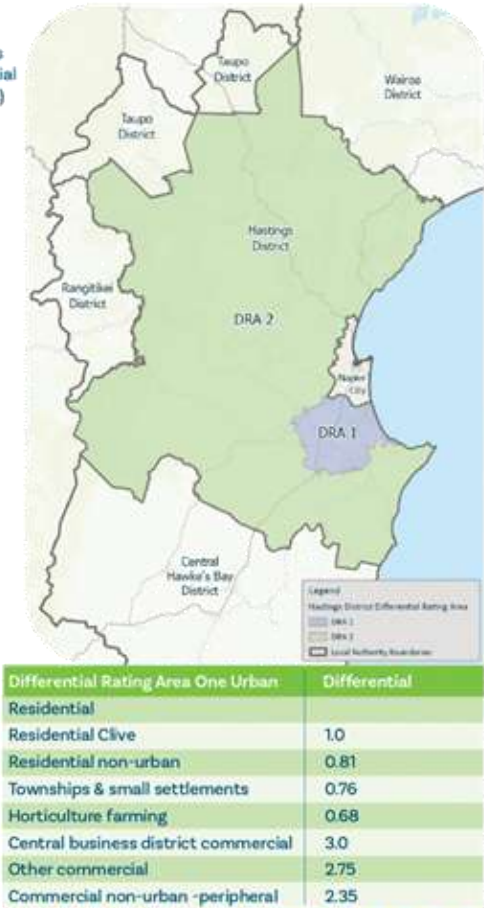 s
ial
)
Taupo
District
Wairoa
District
Taupo
District
Hastings
District
Rangitikei
District
DRA 2
Napier
City
DRA 1
Central
Hawke's Bay
District
Legend
Hastings District Differential Rating Area
DRA 1
DRA 2
Local Authority Boundaries
Differential Rating Area One Urban Differential
Residential
Residential Clive 1.0
Residential non-urban 0.81
Townships & small settlements 0.76
Horticulture farming 0.68
Central business district commercial 3.0
Other commercial 2.75
Commercial non-urban -peripheral 2.35